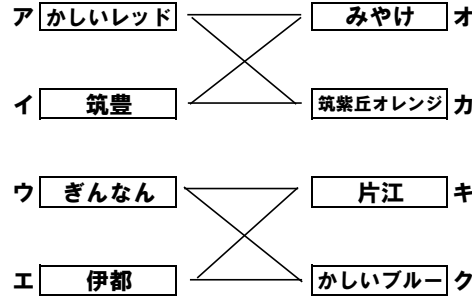 ア かしいレッド みやけ オ
イ 筑豊 筑紫丘オレンジ カ
ウ ぎんなん 片江 キ
エ 伊都 かしいブルー ク